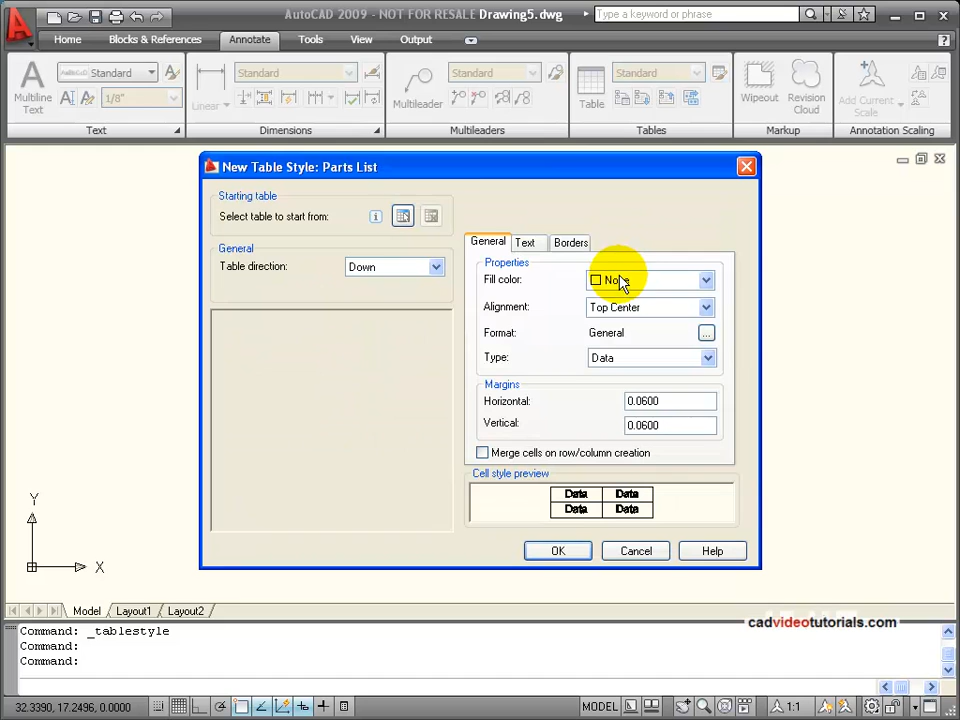 AutoCAD 2009 - NOT FOR RESALE Drawing5.dwg
Type a keyword or phrase
Home Blocks & References Annotate Tools View Output
Standard Standard Standard Standard
Multiline Text
1/8"
Linear
Multileader
Table
Wipeout
Revision Cloud
Add Current Scale
Text Dimensions Multileaders Tables Markup Annotation Scaling
New Table Style: Parts List
Starting table
Select table to start from:
General
Table direction: Down
General Text Borders
Properties
Fill color: None
Alignment: Top Center
Format: General ...
Type: Data
Margins
Horizontal: 0.0600
Vertical: 0.0600
Merge cells on row/column creation
Cell style preview
Data Data
Data Data
OK Cancel Help
Y
X
Model Layout1 Layout2
cadvideotutorials.com
Command: _tablestyle
Command:
Command:
32.3390, 17.2496, 0.0000
MODEL
1:1